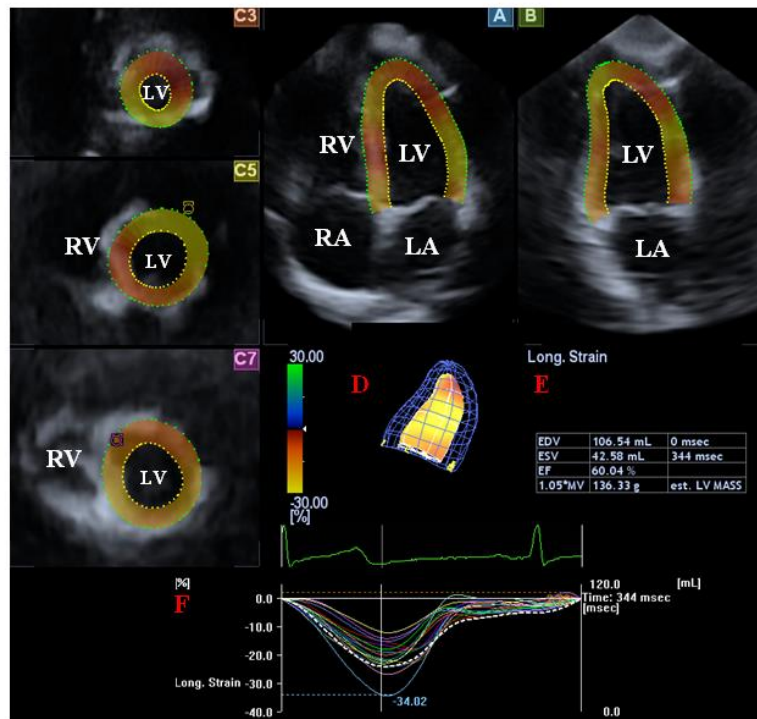 C3
A
B
LV
RV
LV
LV
C5
RV
LV
RA
LA
LA
C7
30.00
D
Long. Strain
E
RV
LV
EDV 106.54 mL 0 msec
ESV 42.58 mL 344 msec
EF 60.04 %
1.05*MV 136.33 g est. LV MASS
-30.00
[%]
[%]
120.0 [mL]
F
0.0
Time: 344 msec
[msec]
-10.0
-20.0
Long. Strain
-30.0
-34.02
-40.0
0.0